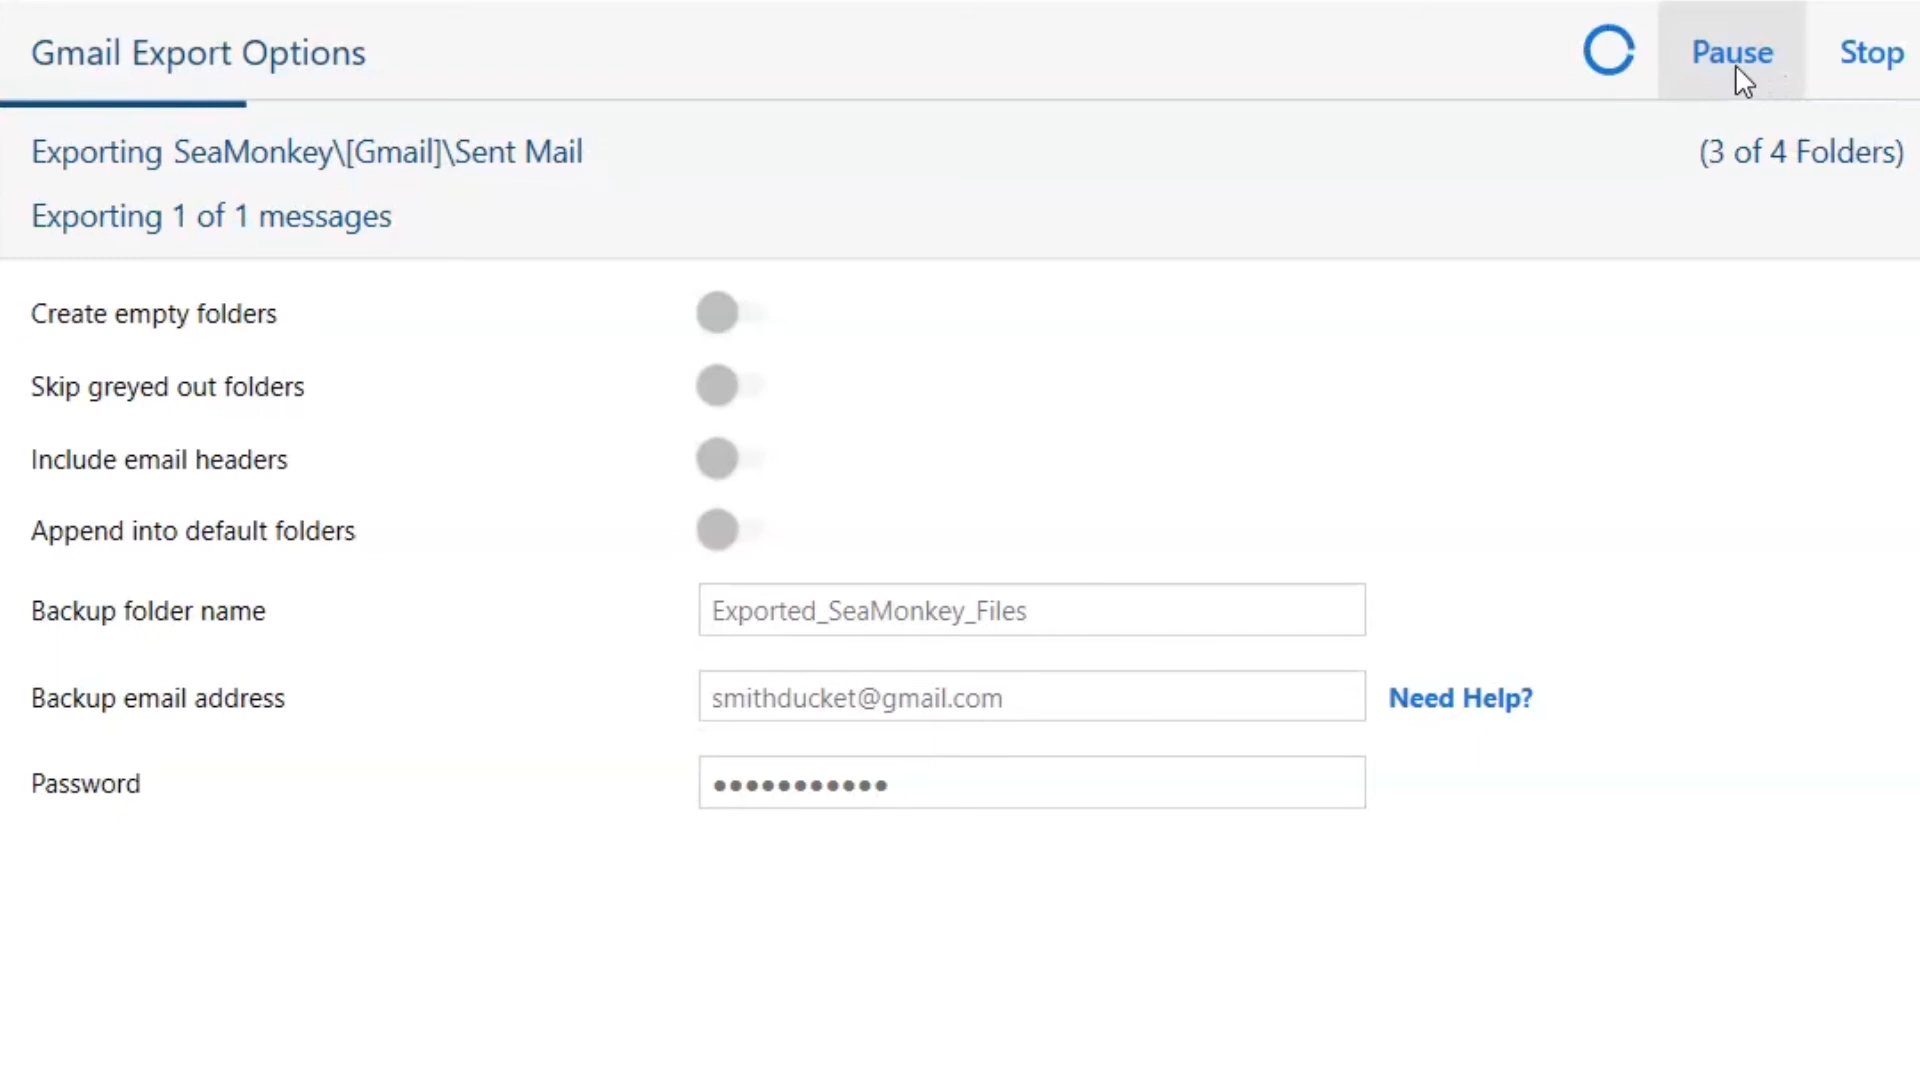 Gmail Export Options
Pause
Stop
Exporting SeaMonkey\[Gmail]\Sent Mail
(3 of 4 Folders)
Exporting 1 of 1 messages
Create empty folders
Skip greyed out folders
Include email headers
Append into default folders
Backup folder name
Exported_SeaMonkey_Files
Backup email address
smithducket@gmail.com
Need Help?
Password
●●●●●●●●●●●